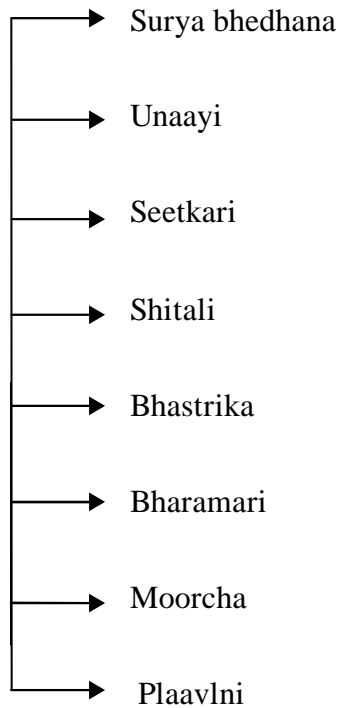 Surya bhedhana
Unaayi
Seetkari
Shitali
Bhastrika
Bharamari
Moorcha
Plaavlni